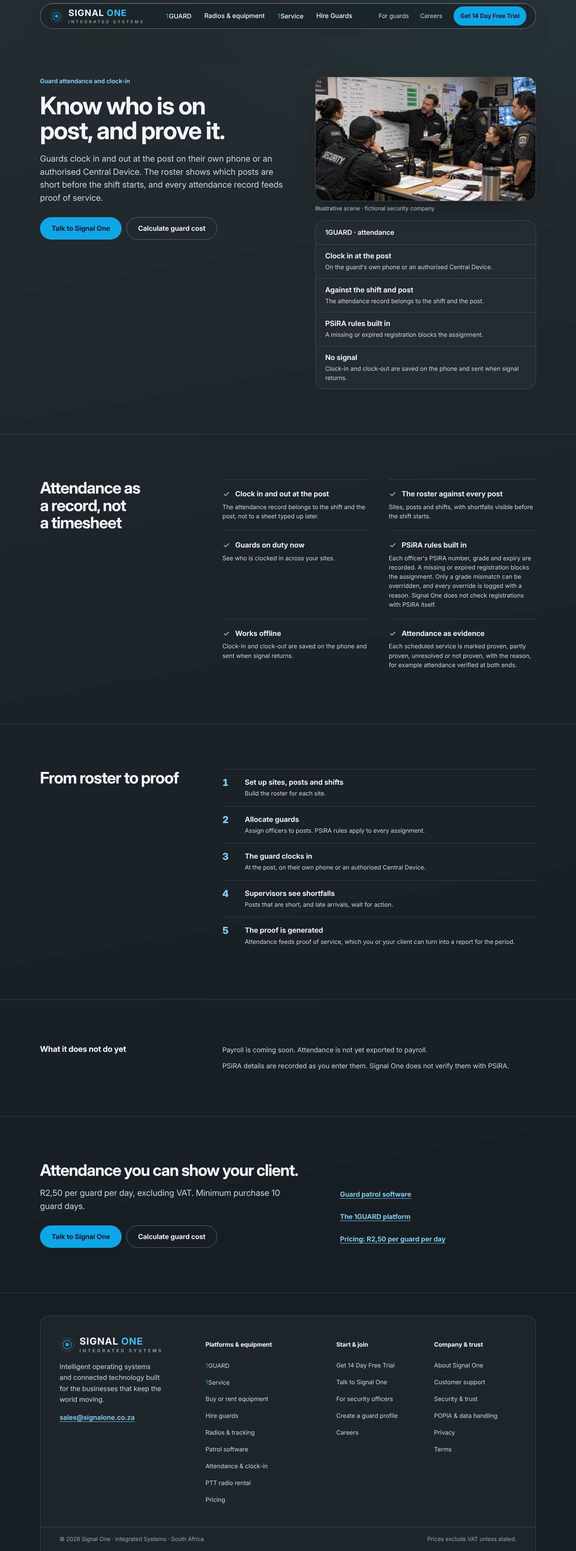 SIGNAL ONE
INTEGRATED SYSTEMS
1GUARD
Radios & equipment
1Service
Hire Guards
For guards
Careers
Get 14 Day Free Trial
Guard attendance and clock-in
Know who is on
post, and prove it.
Guards clock in and out at the post on their own phone or an
authorised Central Device. The roster shows which posts are
short before the shift starts, and every attendance record feeds
proof of service.
Talk to Signal One
Calculate guard cost
SECURITY
Illustrative scene · fictional security company
1GUARD · attendance
Clock in at the post
On the guard's own phone or an authorised Central Device.
Against the shift and post
The attendance record belongs to the shift and the post.
PSiRA rules built in
A missing or expired registration blocks the assignment.
No signal
Clock-in and clock-out are saved on the phone and sent when signal
returns.
Attendance as
a record, not
a timesheet
Clock in and out at the post
The attendance record belongs to the shift and the
post, not to a sheet typed up later.
The roster against every post
Sites, posts and shifts, with shortfalls visible before
the shift starts.
Guards on duty now
See who is clocked in across your sites.
PSiRA rules built in
Each officer's PSiRA number, grade and expiry are
recorded. A missing or expired registration blocks
the assignment. Only a grade mismatch can be
overridden, and every override is logged with a
reason. Signal One does not check registrations
with PSiRA itself.
Works offline
Clock-in and clock-out are saved on the phone and
sent when signal returns.
Attendance as evidence
Each scheduled service is marked proven, partly
proven, unresolved or not proven, with the reason,
for example attendance verified at both ends.
From roster to proof
1
Set up sites, posts and shifts
Build the roster for each site.
2
Allocate guards
Assign officers to posts. PSiRA rules apply to every assignment.
3
The guard clocks in
At the post, on their own phone or an authorised Central Device.
4
Supervisors see shortfalls
Posts that are short, and late arrivals, wait for action.
5
The proof is generated
Attendance feeds proof of service, which you or your client can turn into a report for the period.
What it does not do yet
Payroll is coming soon. Attendance is not yet exported to payroll.
PSiRA details are recorded as you enter them. Signal One does not verify them with PSiRA.
Attendance you can show your client.
R2,50 per guard per day, excluding VAT. Minimum purchase 10
guard days.
Talk to Signal One
Calculate guard cost
Guard patrol software
The 1GUARD platform
Pricing: R2,50 per guard per day
SIGNAL ONE
INTEGRATED SYSTEMS
Intelligent operating systems
and connected technology built
for the businesses that keep the
world moving.
sales@signalone.co.za
Platforms & equipment
1GUARD
1Service
Buy or rent equipment
Hire guards
Radios & tracking
Patrol software
Attendance & clock-in
PTT radio rental
Pricing
Start & join
Get 14 Day Free Trial
Talk to Signal One
For security officers
Create a guard profile
Careers
Company & trust
About Signal One
Customer support
Security & trust
POPIA & data handling
Privacy
Terms
© 2026 Signal One · Integrated Systems · South Africa
Prices exclude VAT unless stated.